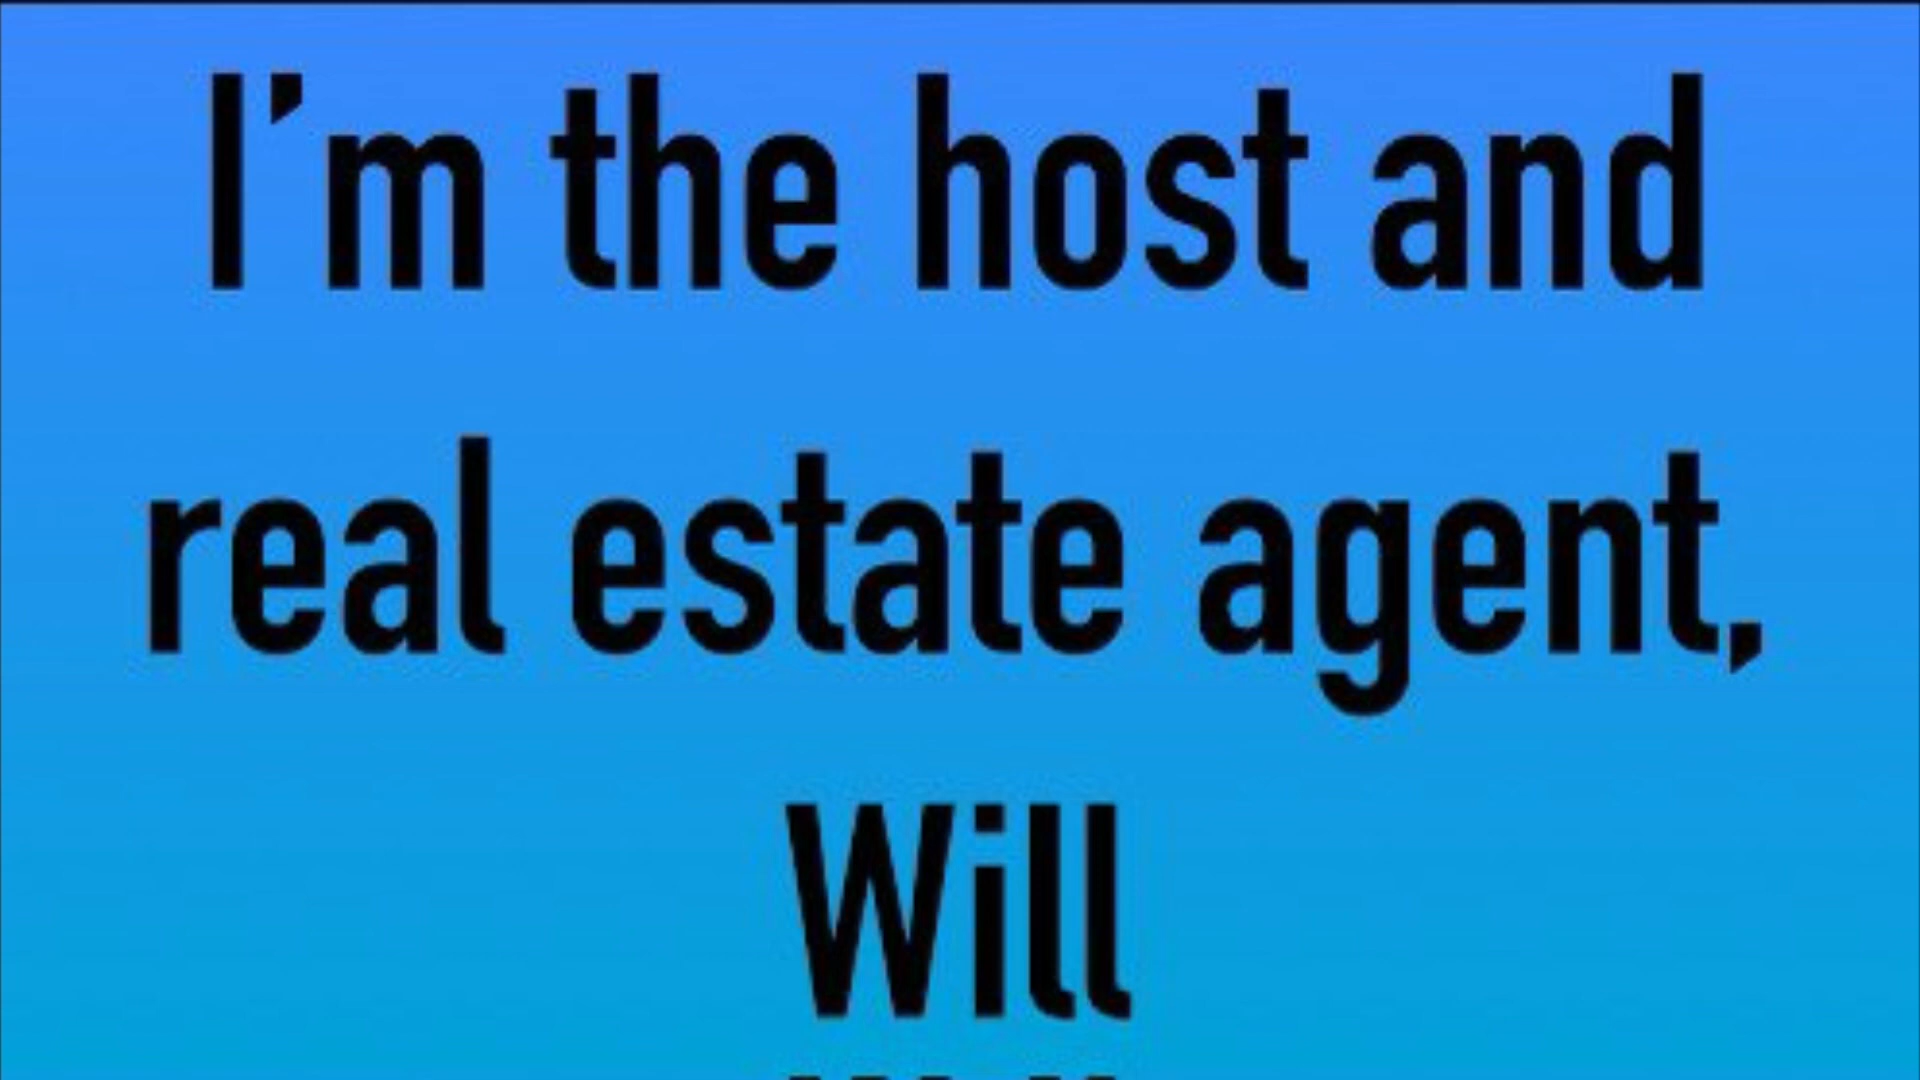 I'm the host and
real estate agent,
Will